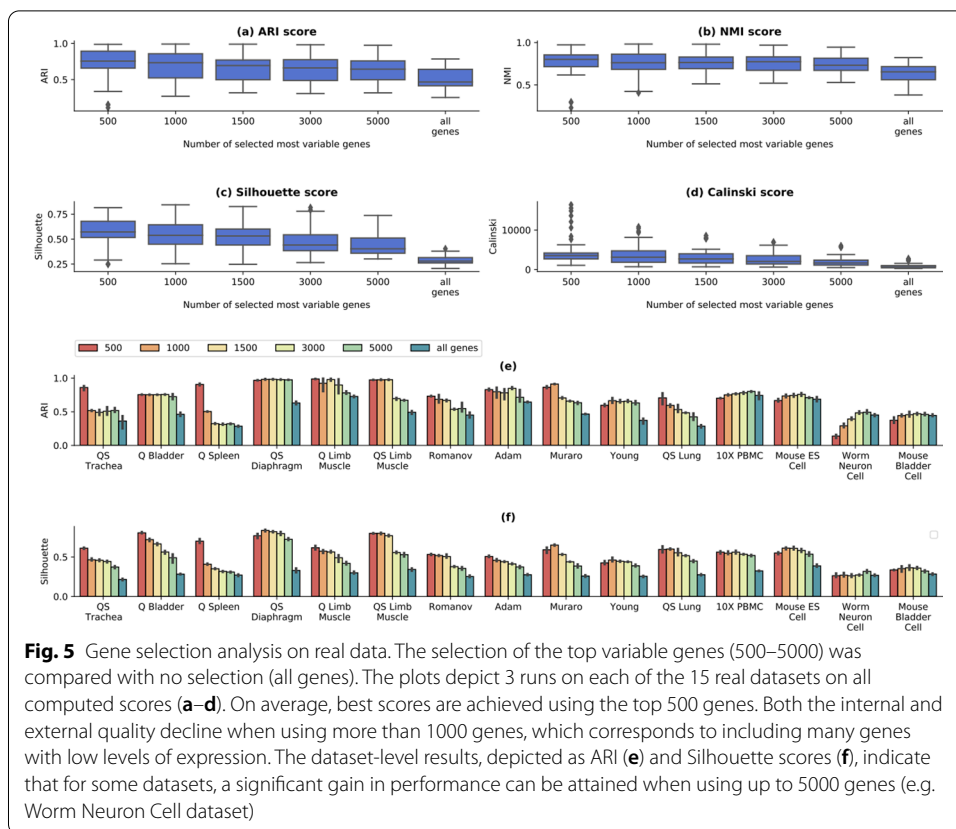 (a) ARI score
ARI
1.0
0.5
500 1000 1500 3000 5000 all genes
Number of selected most variable genes
(b) NMI score
NMI
1.0
0.5
500 1000 1500 3000 5000 all genes
Number of selected most variable genes
(c) Silhouette score
Silhouette
0.75
0.50
0.25
500 1000 1500 3000 5000 all genes
Number of selected most variable genes
(d) Calinski score
Calinski
10000
0
500 1000 1500 3000 5000 all genes
Number of selected most variable genes
500 1000 1500 3000 5000 all genes
(e)
ARI
1.0
0.5
0.0
QS Trachea Q Bladder Q Spleen QS Diaphragm Q Limb Muscle QS Limb Muscle Romanov Adam Muraro Young QS Lung 10X PBMC Mouse ES Cell Worm Neuron Cell Mouse Bladder Cell
(f)
Silhouette
0.5
0.0
QS Trachea Q Bladder Q Spleen QS Diaphragm Q Limb Muscle QS Limb Muscle Romanov Adam Muraro Young QS Lung 10X PBMC Mouse ES Cell Worm Neuron Cell Mouse Bladder Cell
Fig. 5 Gene selection analysis on real data. The selection of the top variable genes (500–5000) was
compared with no selection (all genes). The plots depict 3 runs on each of the 15 real datasets on all
computed scores (a–d). On average, best scores are achieved using the top 500 genes. Both the internal and
external quality decline when using more than 1000 genes, which corresponds to including many genes
with low levels of expression. The dataset-level results, depicted as ARI (e) and Silhouette scores (f), indicate
that for some datasets, a significant gain in performance can be attained when using up to 5000 genes (e.g.
Worm Neuron Cell dataset)